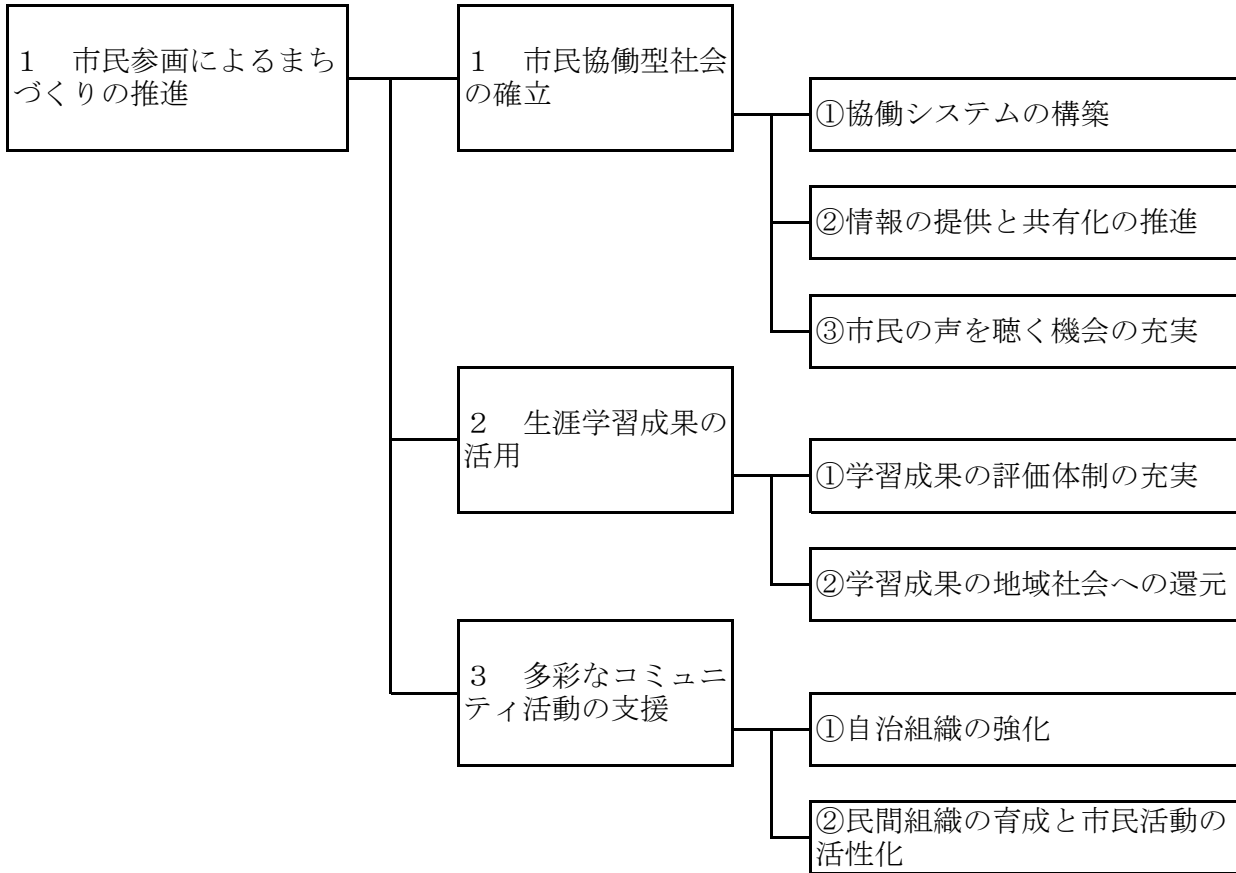 １　市民参画によるまち
づくりの推進
１　市民協働型社会
の確立
①協働システムの構築
②情報の提供と共有化の推進
③市民の声を聴く機会の充実
２　生涯学習成果の
活用
①学習成果の評価体制の充実
②学習成果の地域社会への還元
３　多彩なコミュニ
ティ活動の支援
①自治組織の強化
②民間組織の育成と市民活動の
活性化